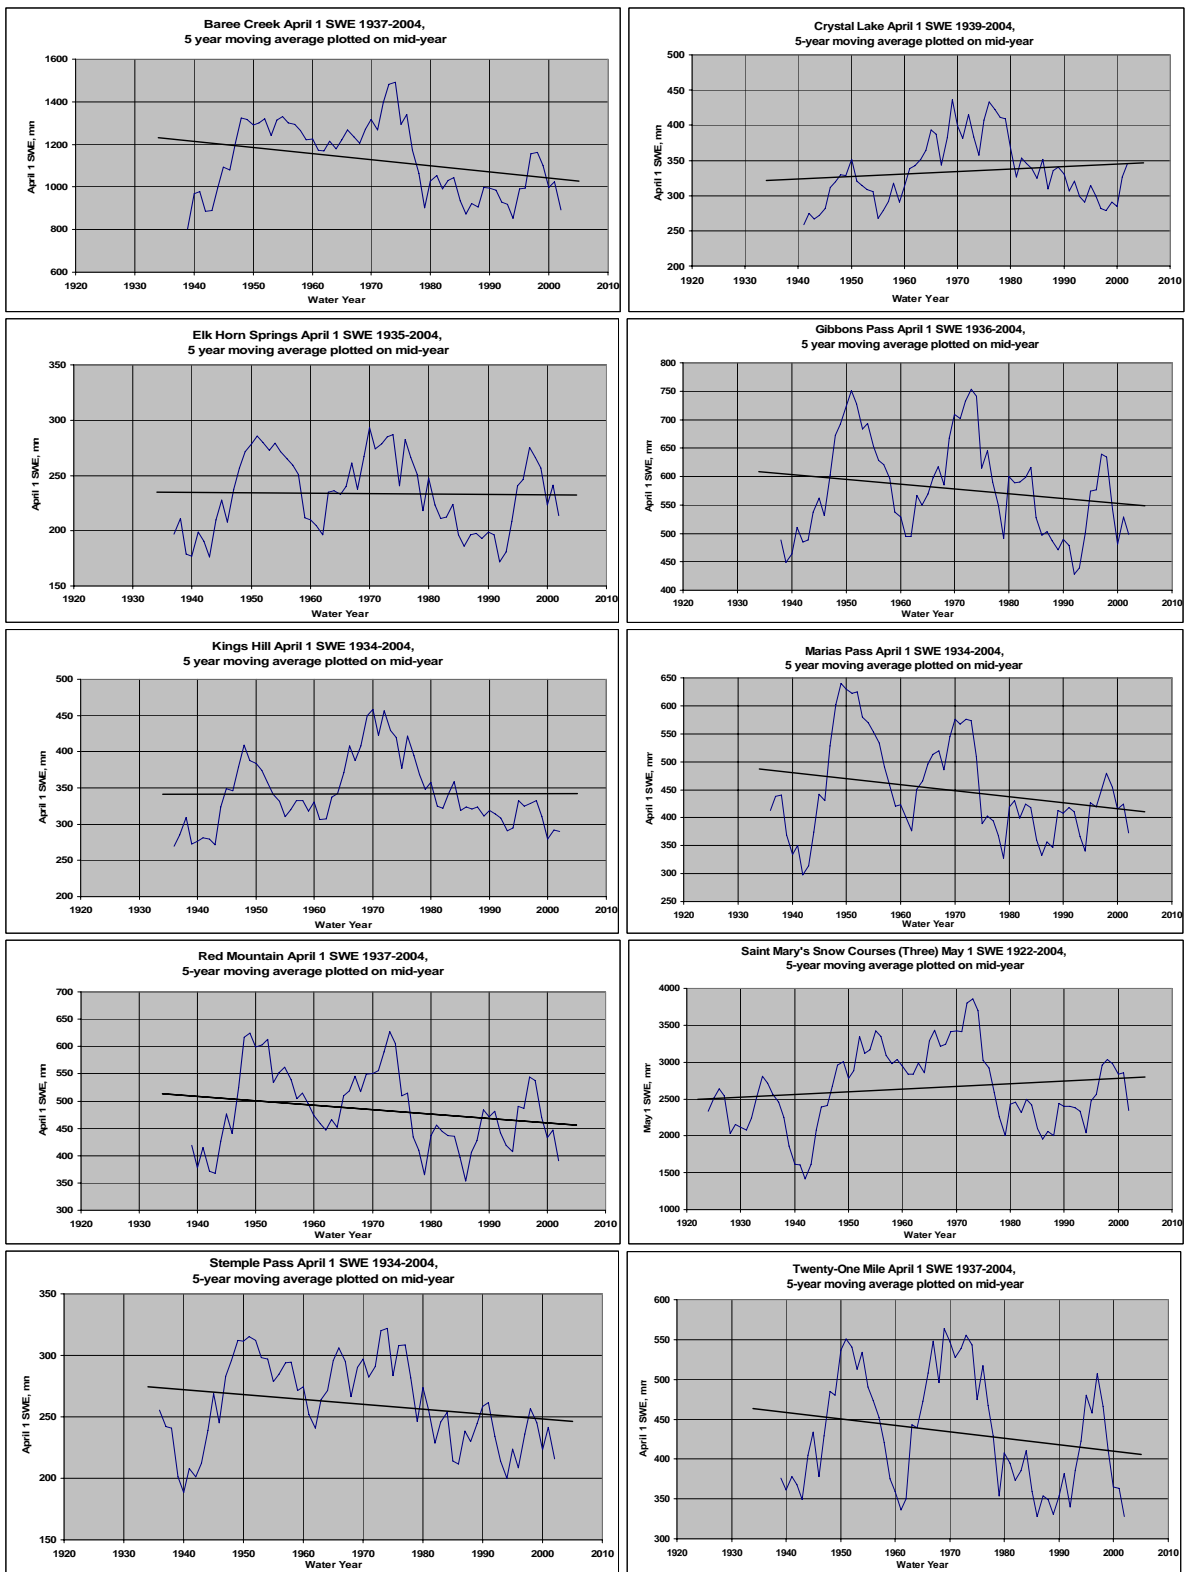 Baree Creek April 1 SWE 1937-2004,
5 year moving average plotted on mid-year
April 1 SWE, mn
1600
1400
1200
1000
800
600
1920 1930 1940 1950 1960 1970 1980 1990 2000 2010
Water Year
Crystal Lake April 1 SWE 1939-2004,
5-year moving average plotted on mid-year
April 1 SWE, mn
500
450
400
350
300
250
200
1920 1930 1940 1950 1960 1970 1980 1990 2000 2010
Water Year
Elk Horn Springs April 1 SWE 1935-2004,
5 year moving average plotted on mid-year
April 1 SWE, mn
350
300
250
200
150
1920 1930 1940 1950 1960 1970 1980 1990 2000 2010
Water Year
Gibbons Pass April 1 SWE 1936-2004,
5 year moving average plotted on mid-year
April 1 SWE, mn
800
750
700
650
600
550
500
450
400
1920 1930 1940 1950 1960 1970 1980 1990 2000 2010
Water Year
Kings Hill April 1 SWE 1934-2004,
5 year moving average plotted on mid-year
April 1 SWE, mn
500
450
400
350
300
250
200
1920 1930 1940 1950 1960 1970 1980 1990 2000 2010
Water Year
Marias Pass April 1 SWE 1934-2004,
5 year moving average plotted on mid-year
April 1 SWE, mr
650
600
550
500
450
400
350
300
250
1920 1930 1940 1950 1960 1970 1980 1990 2000 2010
Water Year
Red Mountain April 1 SWE 1937-2004,
5-year moving average plotted on mid-year
April 1 SWE, mn
700
650
600
550
500
450
400
350
300
1920 1930 1940 1950 1960 1970 1980 1990 2000 2010
Water Year
Saint Mary's Snow Courses (Three) May 1 SWE 1922-2004,
5-year moving average plotted on mid-year
May 1 SWE, mr
4000
3500
3000
2500
2000
1500
1000
1920 1930 1940 1950 1960 1970 1980 1990 2000 2010
Water Year
Stemple Pass April 1 SWE 1934-2004,
5-year moving average plotted on mid-year
April 1 SWE, mn
350
300
250
200
150
1920 1930 1940 1950 1960 1970 1980 1990 2000 2010
Water Year
Twenty-One Mile April 1 SWE 1937-2004,
5-year moving average plotted on mid-year
April 1 SWE, mr
600
550
500
450
400
350
300
1920 1930 1940 1950 1960 1970 1980 1990 2000 2010
Water Year